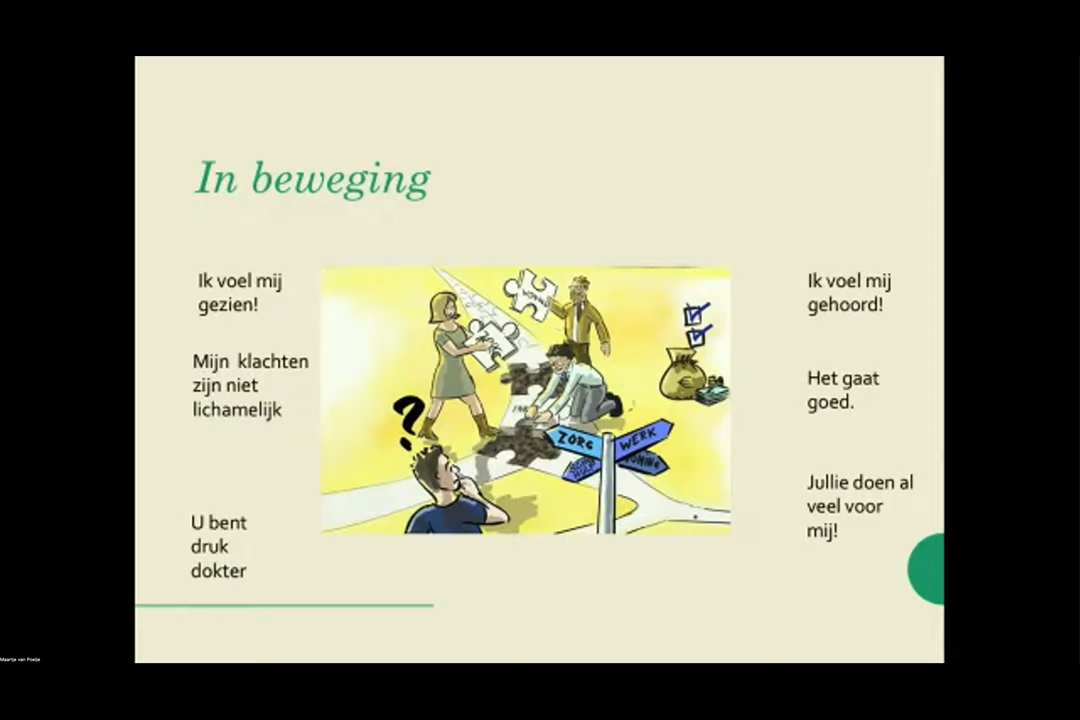 In beweging
Ik voel mij
gezien!
Mijn klachten
zijn niet
lichamelijk
U bent
druk
dokter
WONING
ZORG
WERK
Ik voel mij
gehoord!
Het gaat
goed.
Jullie doen al
veel voor
mij!
Maartje van Poelje